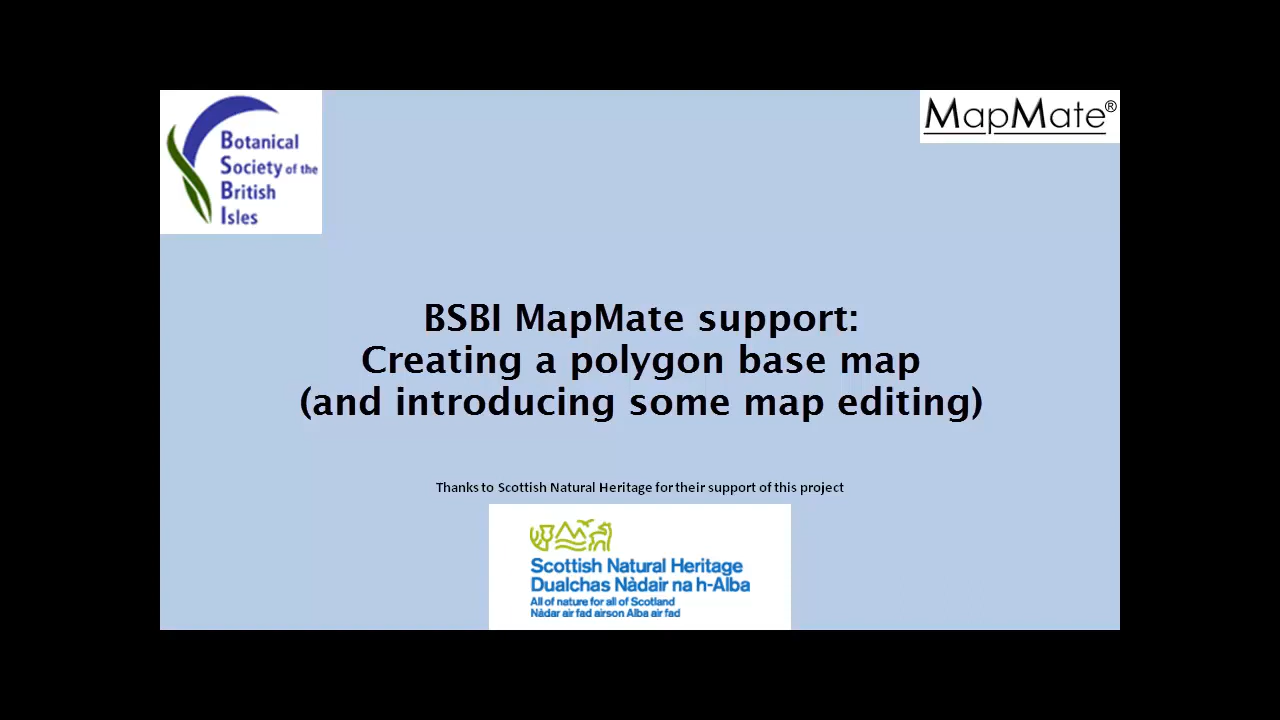 Botanical
Society of the
British
Isles
MapMate®
BSBI MapMate support:
Creating a polygon base map
(and introducing some map editing)
Thanks to Scottish Natural Heritage for their support of this project
Scottish Natural Heritage
Dualchas Nàdair na h-Alba
All of nature for all of Scotland
Nàdar air fad airson Alba air fad